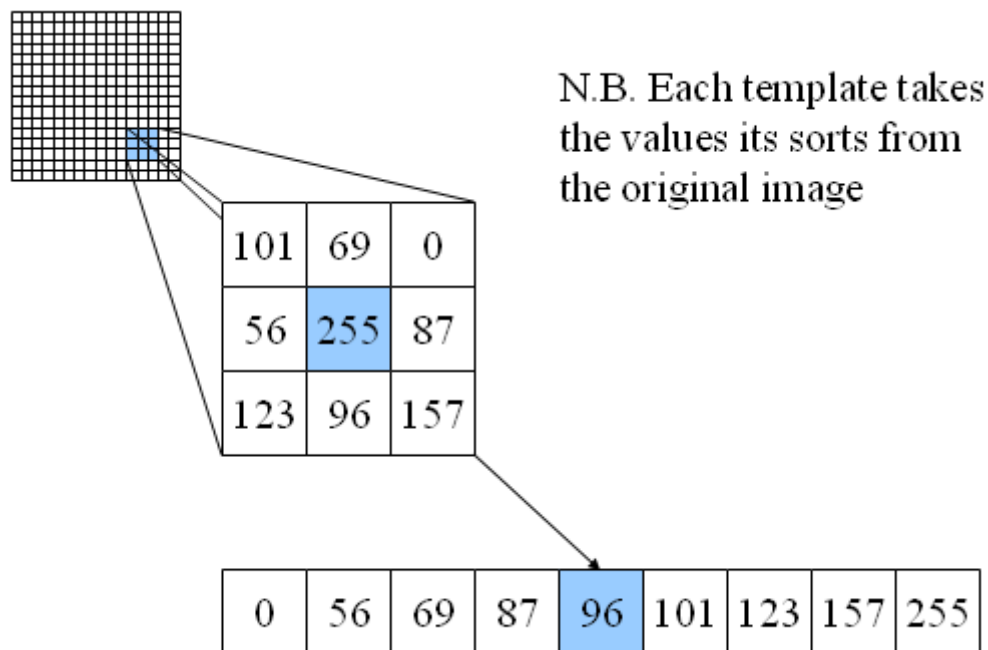 N.B. Each template takes
the values its sorts from
the original image
101 69 0
56 255 87
123 96 157
0 56 69 87 96 101 123 157 255